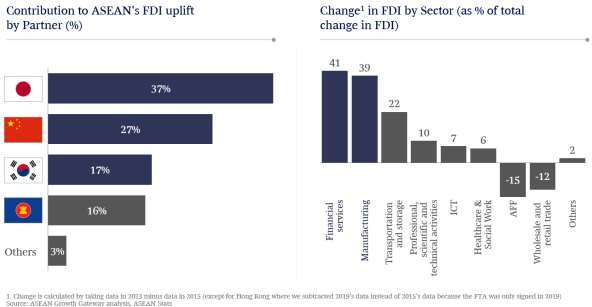 Contribution to ASEAN's FDI uplift
by Partner (%)
37%
27%
17%
16%
Others
3%
Change¹ in FDI by Sector (as % of total
change in FDI)
41
39
22
10
7
6
-15
-12
2
Financial
services
Manufacturing
Transportation
and storage
Professional,
scientific and
technical activities
ICT
Healthcare &
Social Work
AFF
Wholesale and
retail trade
Others
1. Change is calculated by taking data in 2023 minus data in 2015 (except for Hong Kong where we subtracted 2019's data instead of 2015's data because the FTA was only signed in 2019)
Source: ASEAN Growth Gateway analysis, ASEAN Stats